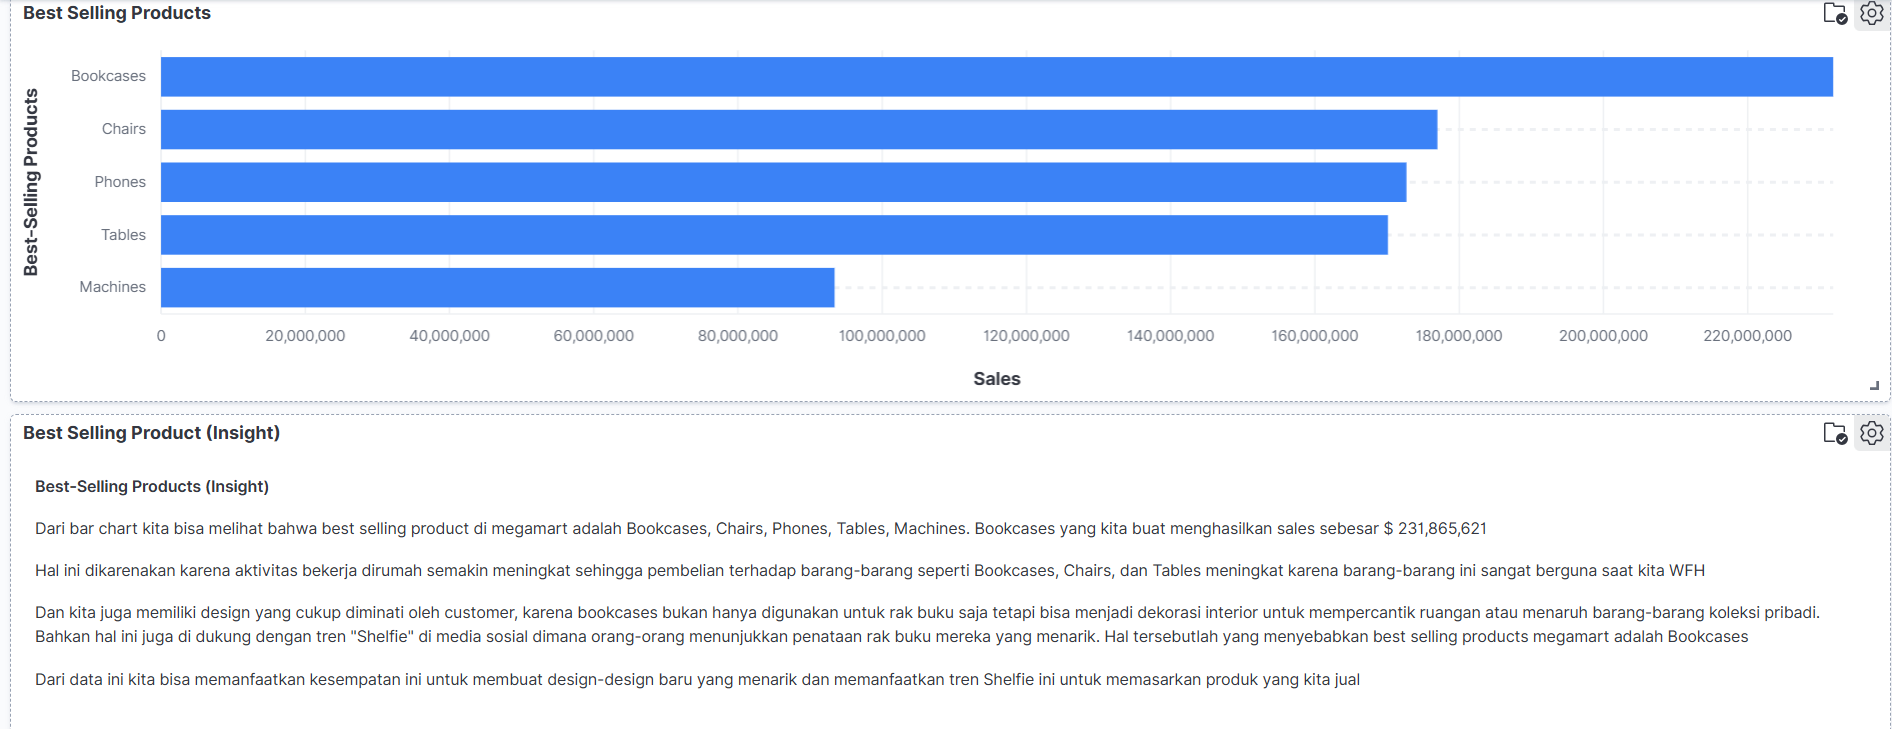 Best Selling Products
Best-Selling Products
Bookcases
Chairs
Phones
Tables
Machines
0 20,000,000 40,000,000 60,000,000 80,000,000 100,000,000 120,000,000 140,000,000 160,000,000 180,000,000 200,000,000 220,000,000
Sales
Best Selling Product (Insight)
Best-Selling Products (Insight)
Dari bar chart kita bisa melihat bahwa best selling product di megamart adalah Bookcases, Chairs, Phones, Tables, Machines. Bookcases yang kita buat menghasilkan sales sebesar $ 231,865,621
Hal ini dikarenakan karena aktivitas bekerja dirumah semakin meningkat sehingga pembelian terhadap barang-barang seperti Bookcases, Chairs, dan Tables meningkat karena barang-barang ini sangat berguna saat kita WFH
Dan kita juga memiliki design yang cukup diminati oleh customer, karena bookcases bukan hanya digunakan untuk rak buku saja tetapi bisa menjadi dekorasi interior untuk mempercantik ruangan atau menaruh barang-barang koleksi pribadi.
Bahkan hal ini juga di dukung dengan tren "Shelfie" di media sosial dimana orang-orang menunjukkan penataan rak buku mereka yang menarik. Hal tersebutlah yang menyebabkan best selling products megamart adalah Bookcases
Dari data ini kita bisa memanfaatkan kesempatan ini untuk membuat design-design baru yang menarik dan memanfaatkan tren Shelfie ini untuk memasarkan produk yang kita jual